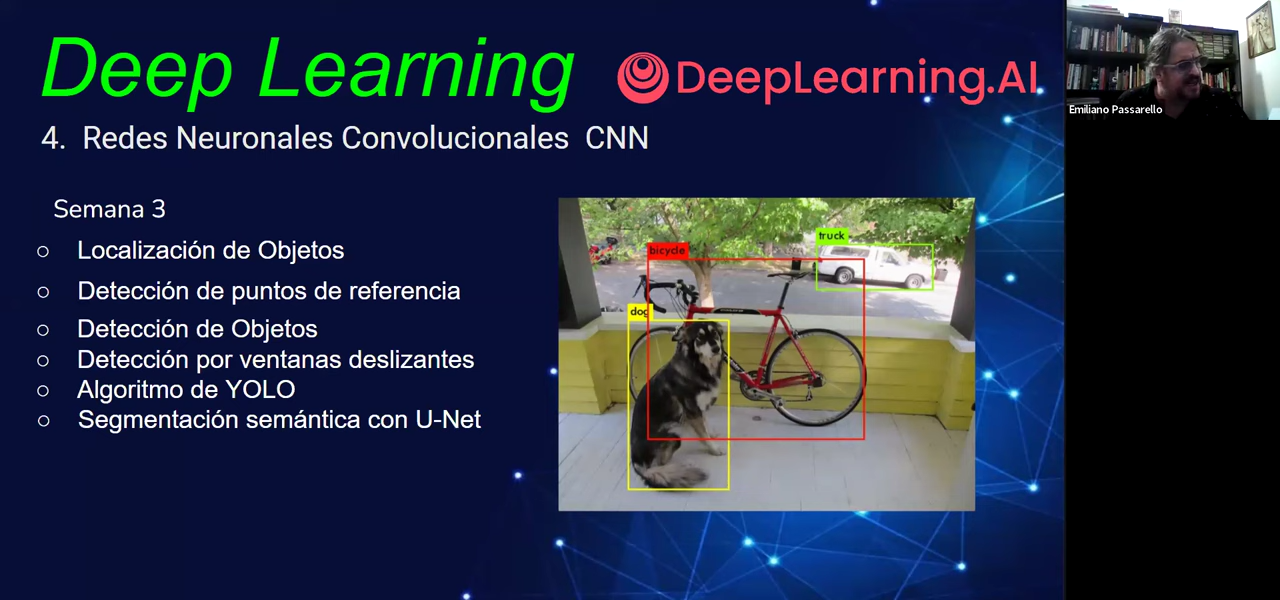 Deep Learning
DeepLearning.AI
4. Redes Neuronales Convolucionales CNN
Semana 3
○ Localización de Objetos
○ Detección de puntos de referencia
○ Detección de Objetos
○ Detección por ventanas deslizantes
○ Algoritmo de YOLO
○ Segmentación semántica con U-Net
truck
bicycle
dog
Emiliano Passarello